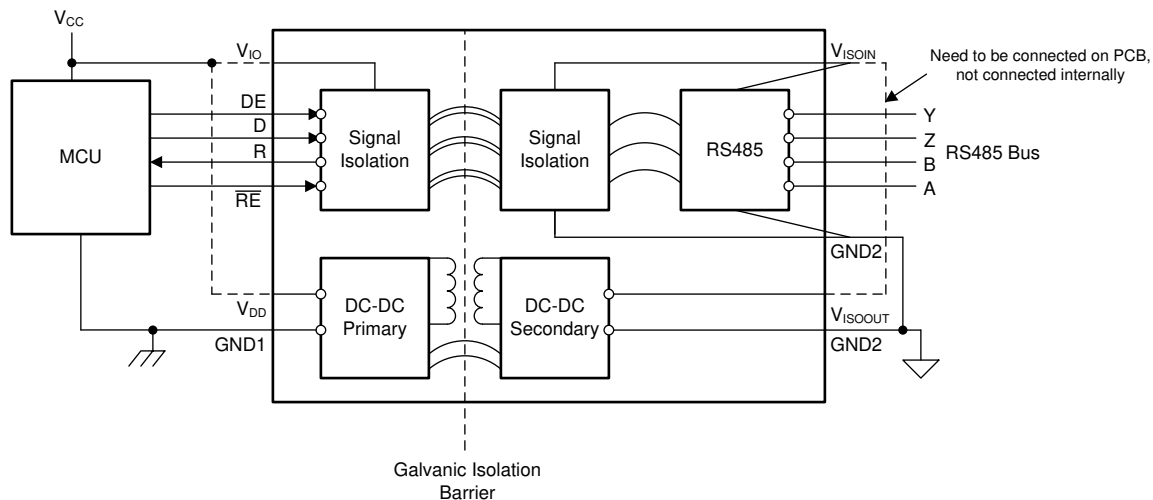 VCC
VIO
VISOIN
Need to be connected on PCB,
not connected internally
MCU
DE
D
R
RE
Signal
Isolation
Signal
Isolation
RS485
Y
Z
B
A
RS485 Bus
GND2
VDD
GND1
DC-DC
Primary
DC-DC
Secondary
VISOOUT
GND2
Galvanic Isolation
Barrier